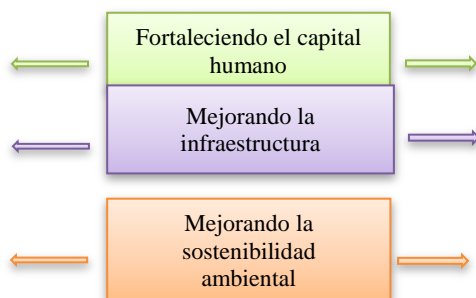 Fortaleciendo el capital
humano
Mejorando la
infraestructura
Mejorando la
sostenibilidad
ambiental